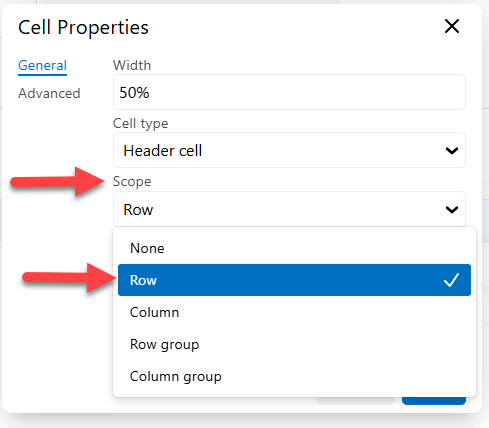 Cell Properties
General
Width
Advanced
50%
Cell type
Header cell
Scope
Row
None
Row
Column
Row group
Column group